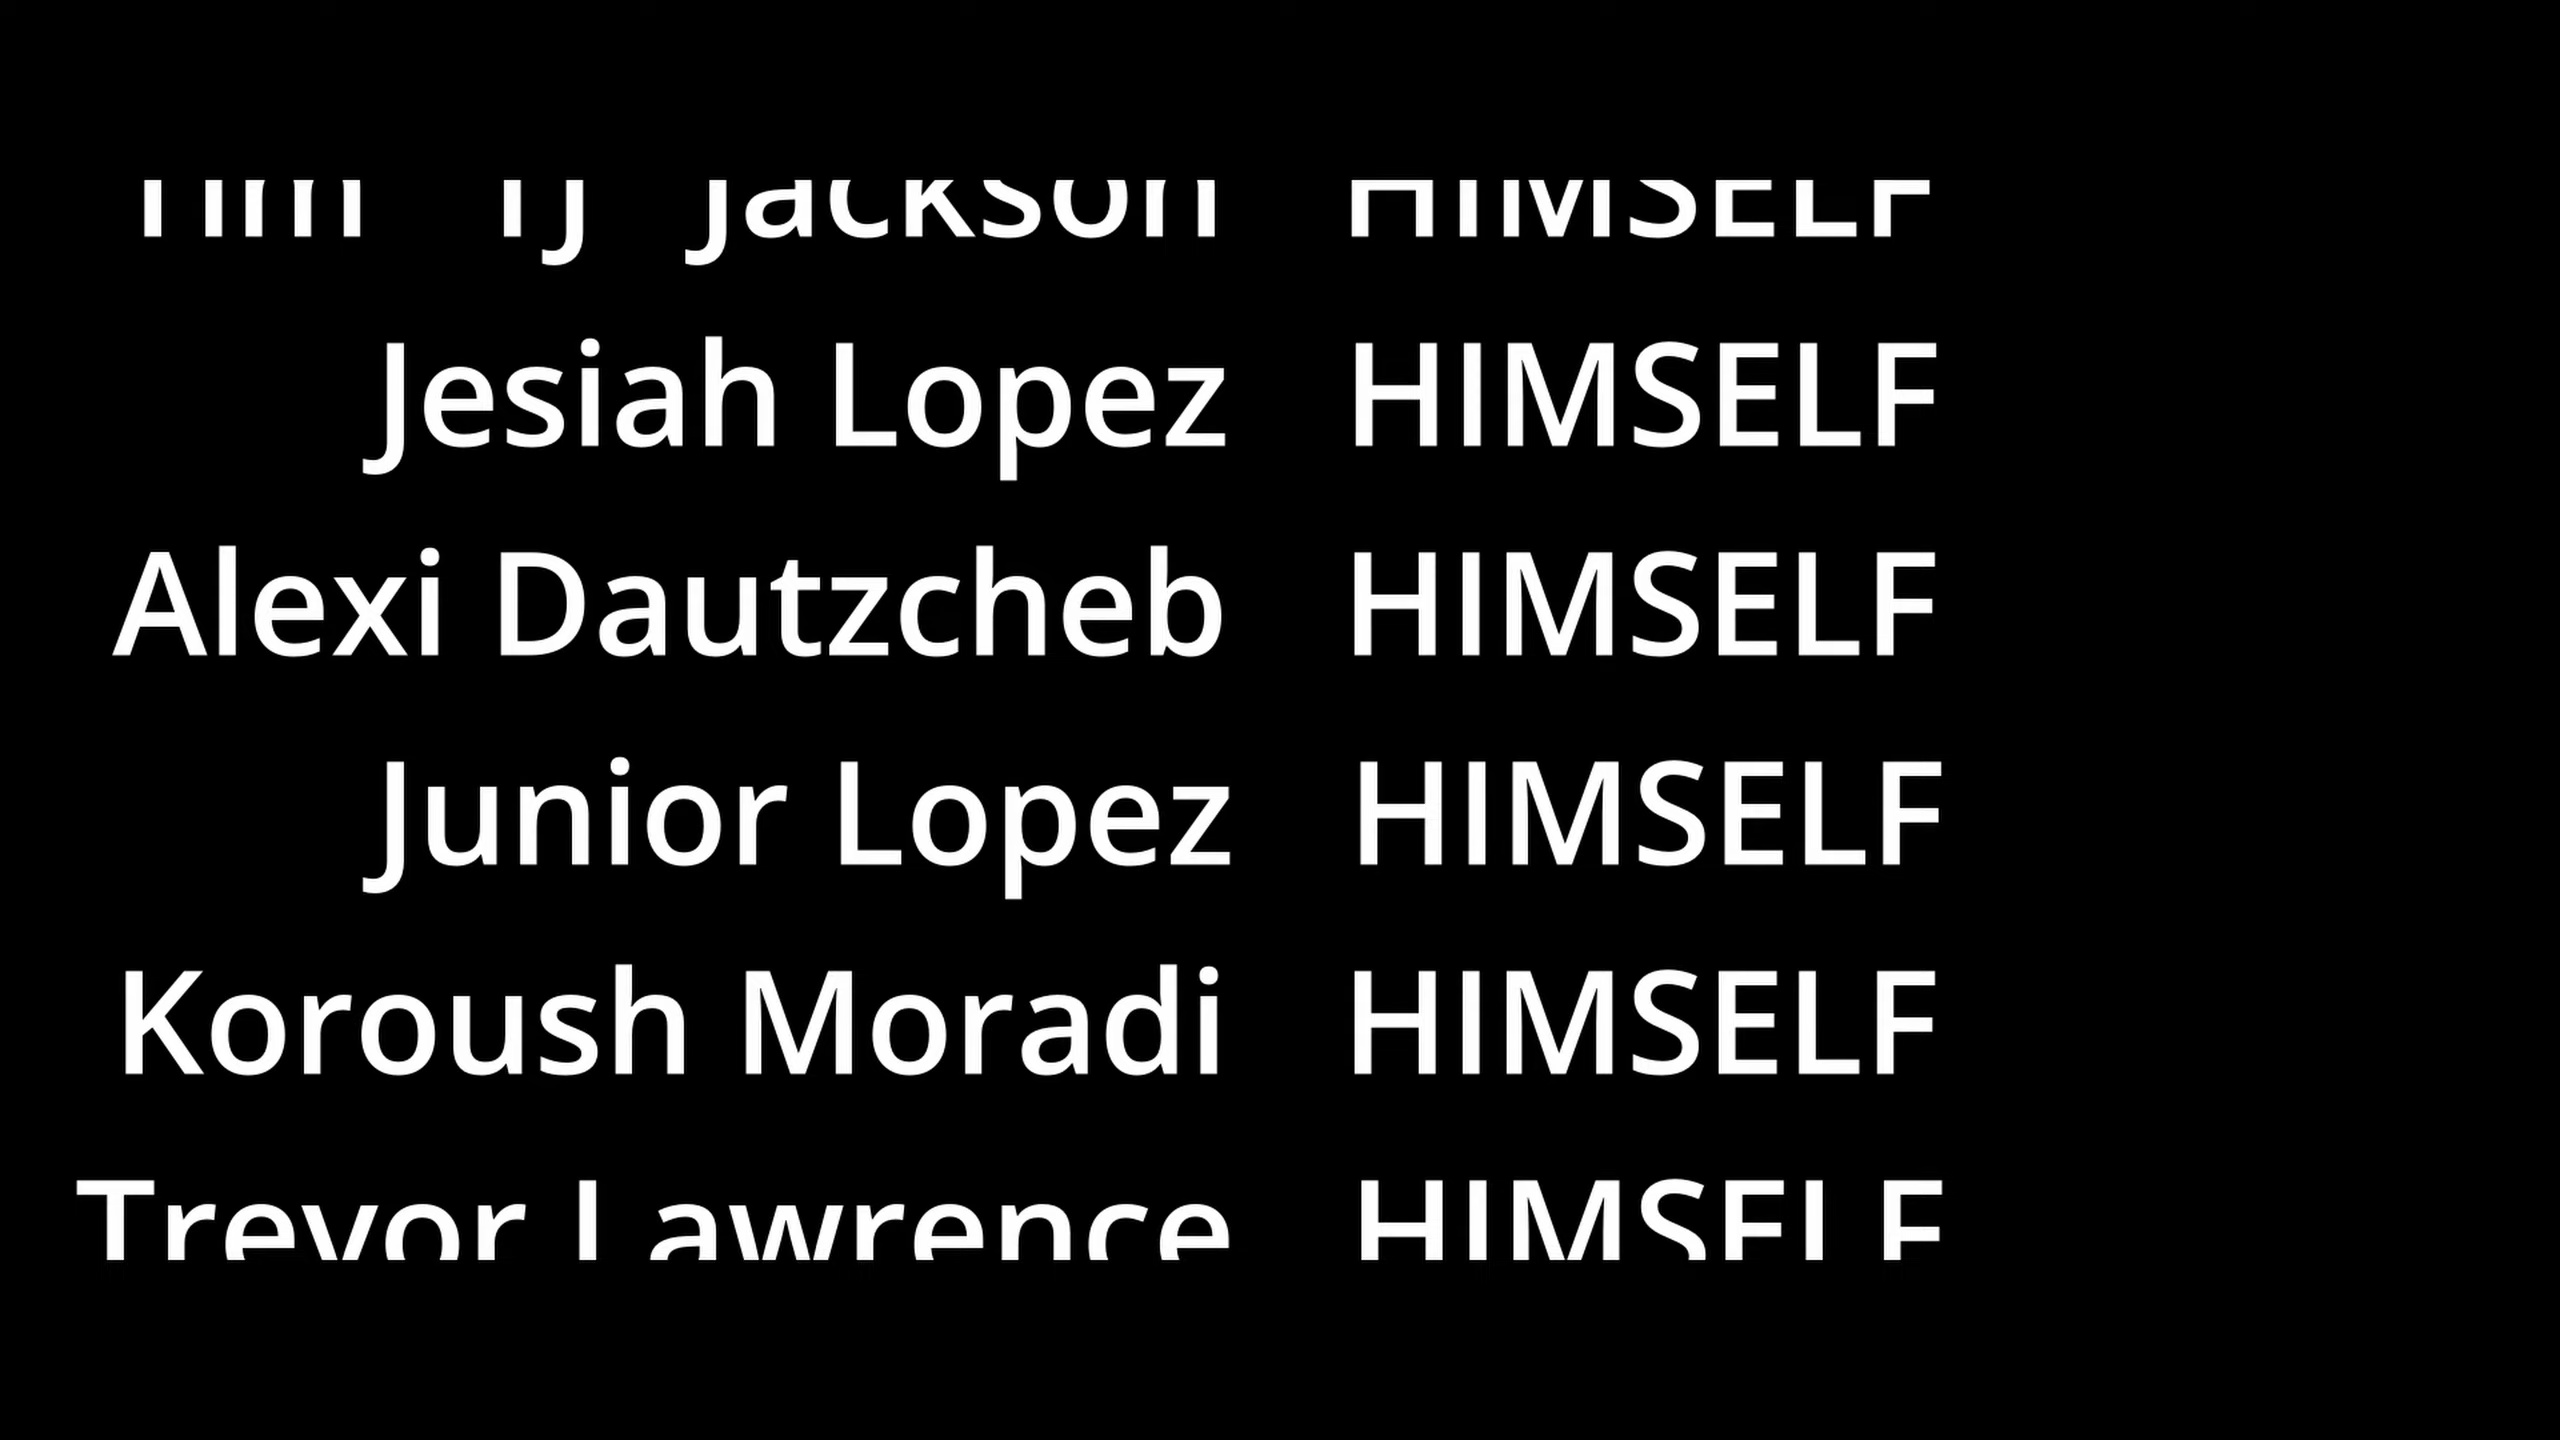 Tim "TJ" Jackson HIMSELF
Jesiah Lopez HIMSELF
Alexi Dautzcheb HIMSELF
Junior Lopez HIMSELF
Koroush Moradi HIMSELF
Trevor Lawrence HIMSELF